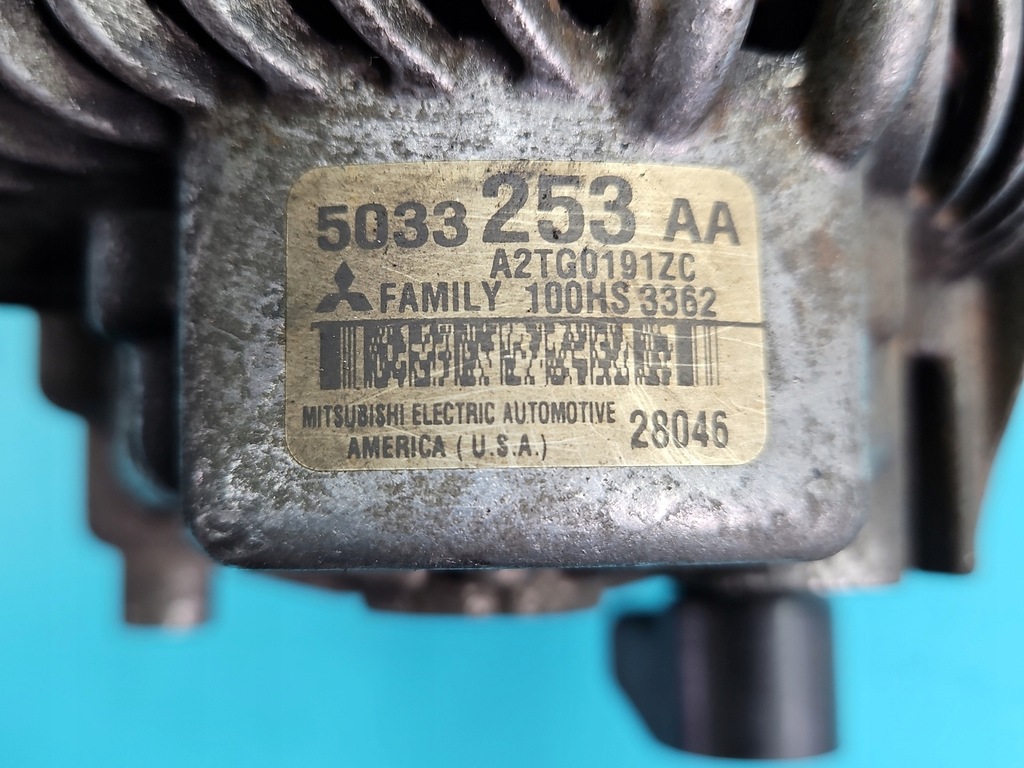 5033 253 AA
A2TG0191ZC
FAMILY 100HS 3362
MITSUBISHI ELECTRIC AUTOMOTIVE
AMERICA ( U.S.A.) 28046